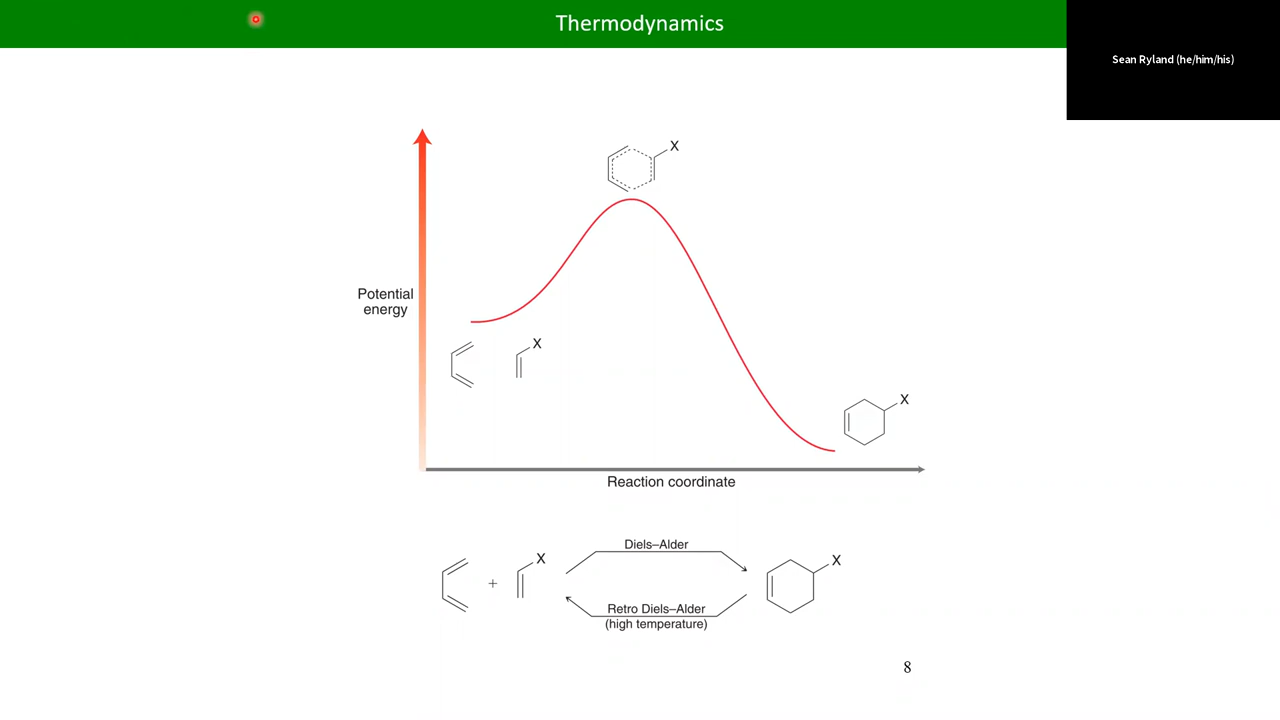 Thermodynamics
Sean Ryland (he/him/his)
X
Potential
energy
X
X
Reaction coordinate
Diels–Alder
X
+
X
Retro Diels–Alder
(high temperature)
8